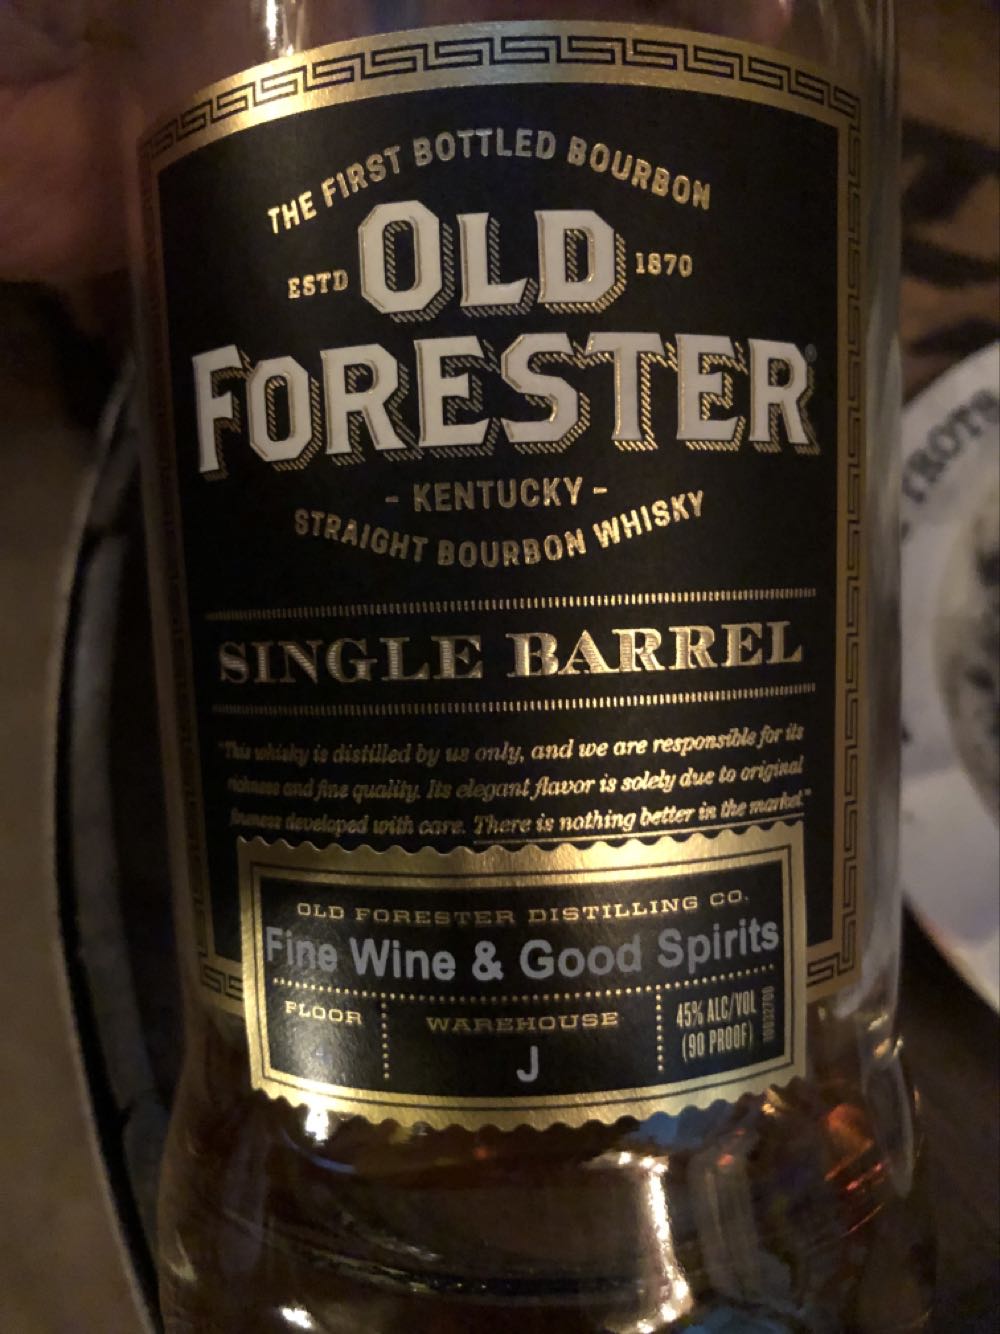 THE FIRST BOTTLED BOURBON
ESTD OLD 1870
FORESTER®
- KENTUCKY -
STRAIGHT BOURBON WHISKY
SINGLE BARREL
"This whisky is distilled by us only, and we are responsible for its
richness and fine quality. Its elegant flavor is solely due to original
fineness developed with care. There is nothing better in the market."
OLD FORESTER DISTILLING CO.
Fine Wine & Good Spirits
FLOOR
WAREHOUSE
J
45% ALC/VOL
(90 PROOF)
TROTS